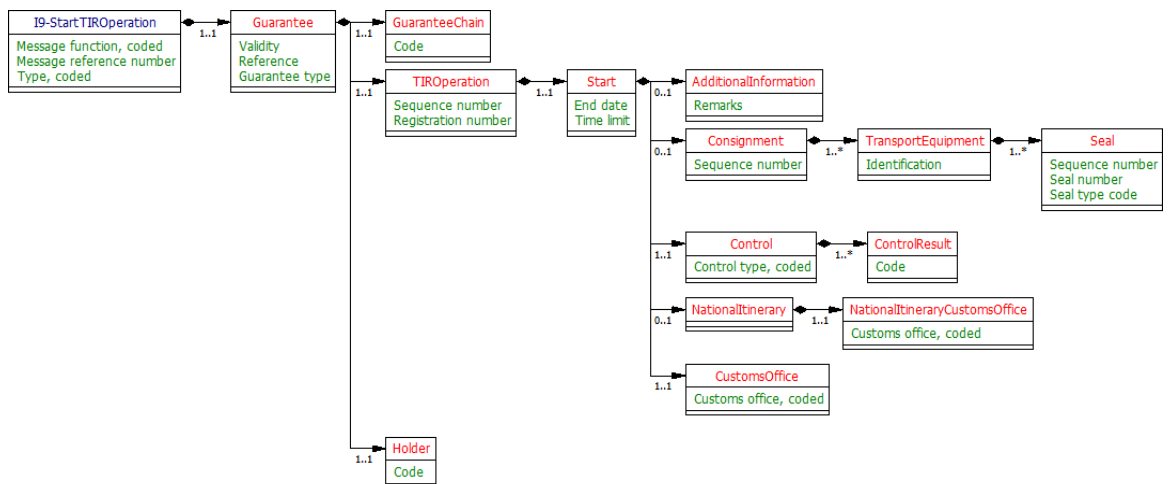 I9-StartTIROperation
Message function, coded
Message reference number
Type, coded
1..1
Guarantee
Validity
Reference
Guarantee type
1..1
GuaranteeChain
Code
1..1
TIROperation
Sequence number
Registration number
1..1
Start
End date
Time limit
0..1
AdditionalInformation
Remarks
0..1
Consignment
Sequence number
1..*
TransportEquipment
Identification
1..*
Seal
Sequence number
Seal number
Seal type code
1..1
Control
Control type, coded
1..*
ControlResult
Code
0..1
NationalItinerary
1..1
NationalItineraryCustomsOffice
Customs office, coded
1..1
CustomsOffice
Customs office, coded
1..1
Holder
Code